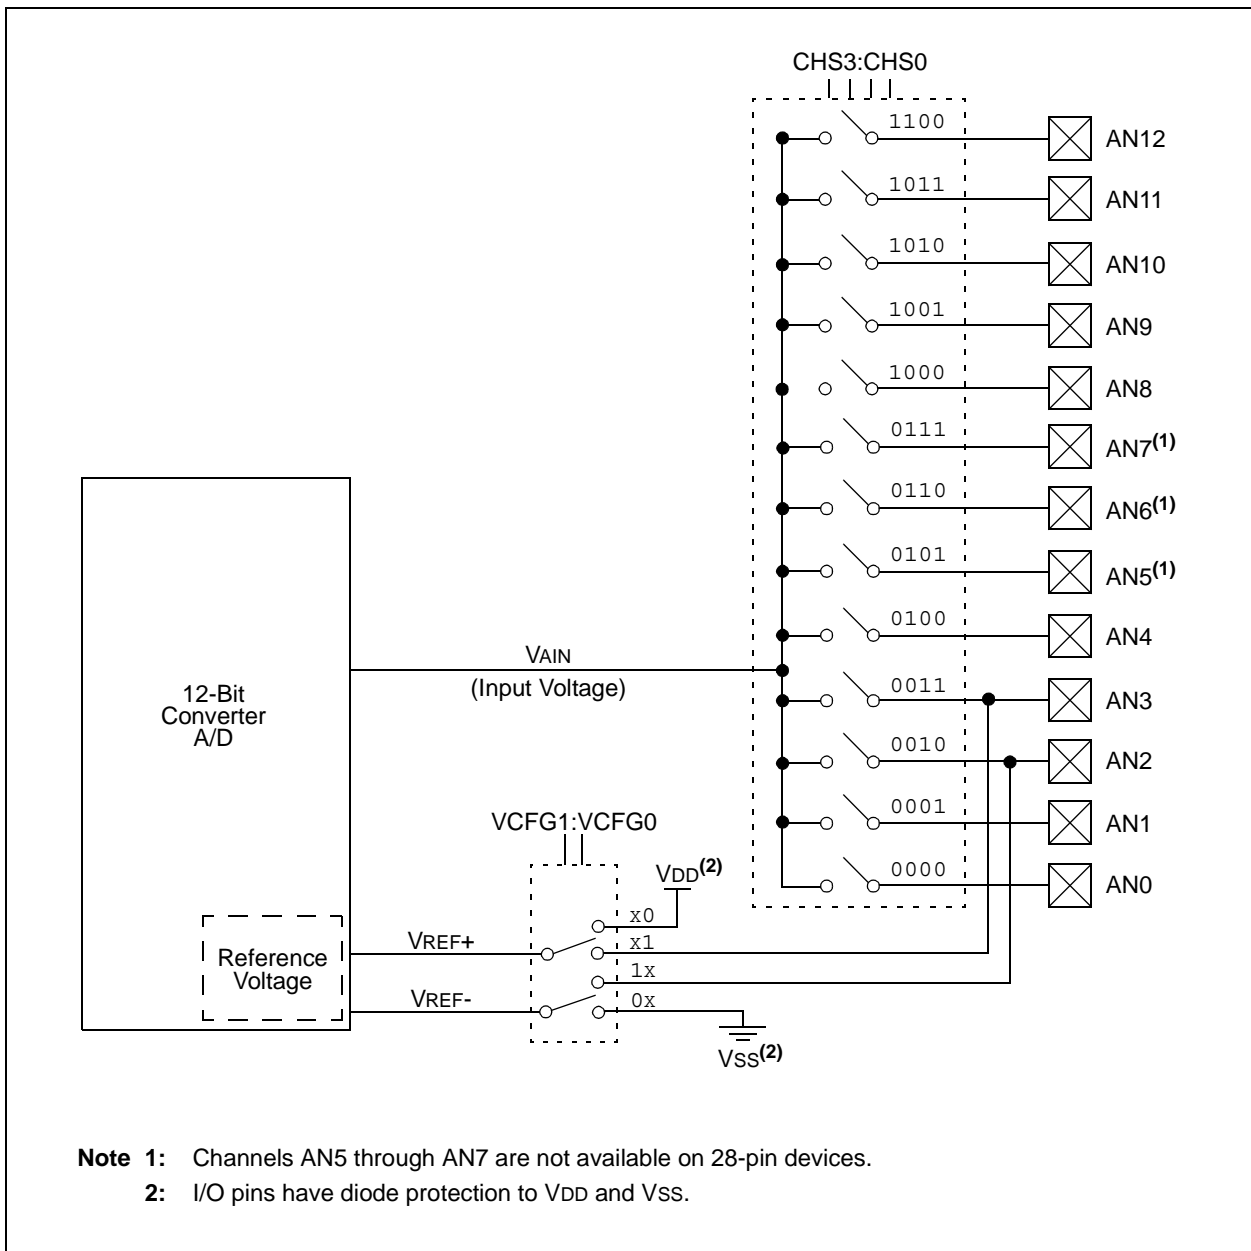 CHS3:CHS0
1100
AN12
1011
AN11
1010
AN10
1001
AN9
1000
AN8
0111
AN7(1)
0110
AN6(1)
0101
AN5(1)
0100
AN4
VAIN
(Input Voltage)
0011
AN3
12-Bit
Converter
A/D
0010
AN2
0001
AN1
VCFG1:VCFG0
0000
AN0
VDD(2)
x0
VREF+
x1
Reference
Voltage
1x
VREF-
0x
VSS(2)
Note 1: Channels AN5 through AN7 are not available on 28-pin devices.
2: I/O pins have diode protection to VDD and VSS.